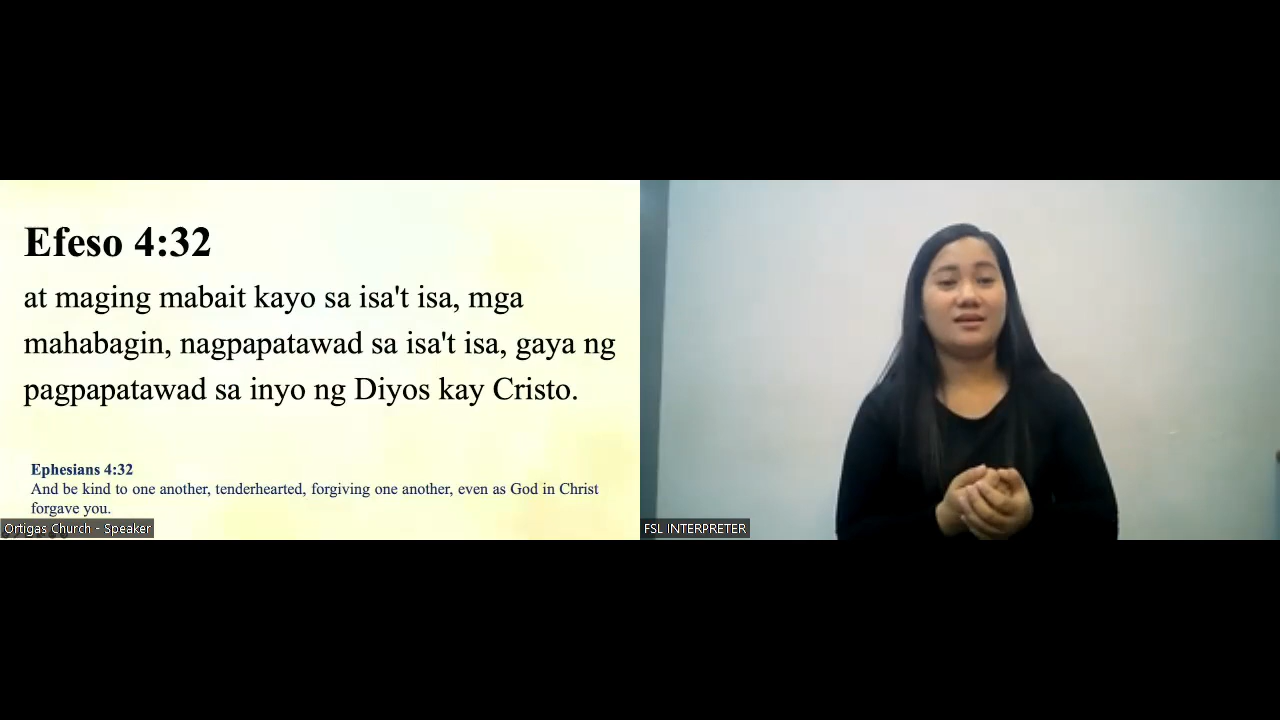 Efeso 4:32
at maging mabait kayo sa isa't isa, mga
mahabagin, nagpapatawad sa isa't isa, gaya ng
pagpapatawad sa inyo ng Diyos kay Cristo.
Ephesians 4:32
And be kind to one another, tenderhearted, forgiving one another, even as God in Christ
forgave you.
Ortigas Church - Speaker
FSL INTERPRETER